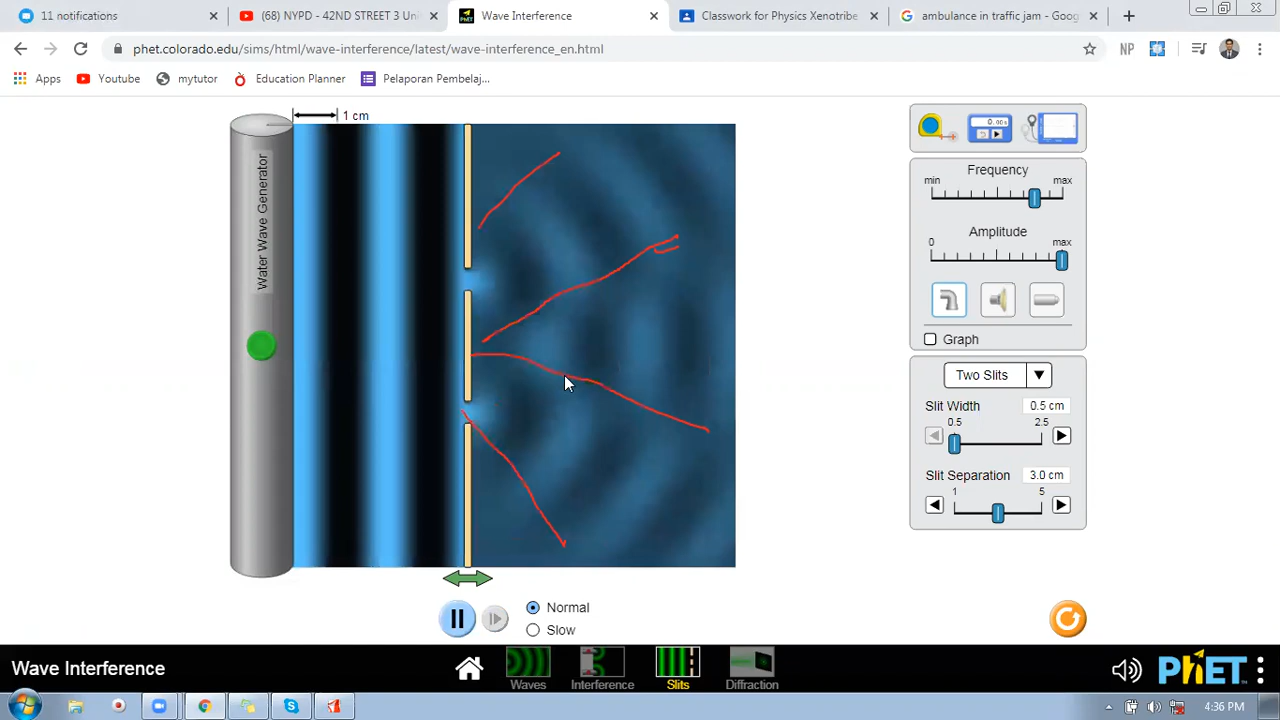 11 notifications
(68) NYPD - 42ND STREET 3 Uni
Wave Interference
Classwork for Physics Xenotribe
ambulance in traffic jam - Goog
phet.colorado.edu/sims/html/wave-interference/latest/wave-interference_en.html
NP
Apps
Youtube
mytutor
Education Planner
Pelaporan Pembelaj...
1 cm
Water Wave Generator
0.00 s
Frequency
min
max
Amplitude
0
max
Graph
Two Slits
Slit Width
0.5 cm
0.5
2.5
Slit Separation
3.0 cm
1
5
Normal
Slow
Wave Interference
Waves
Interference
Slits
Diffraction
PhET
4:36 PM